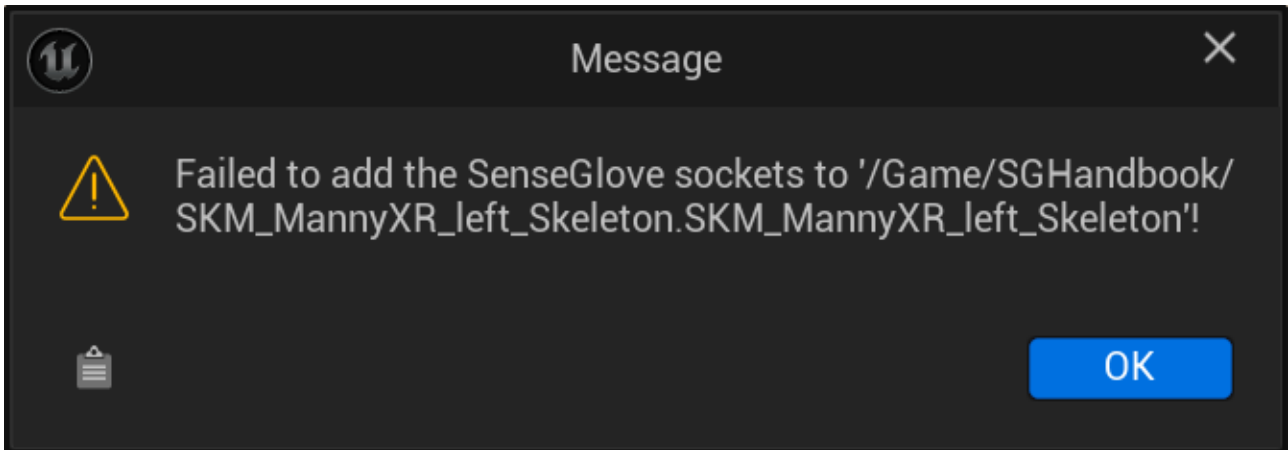 Message
Failed to add the SenseGlove sockets to '/Game/SGHandbook/
SKM_MannyXR_left_Skeleton.SKM_MannyXR_left_Skeleton'!
OK